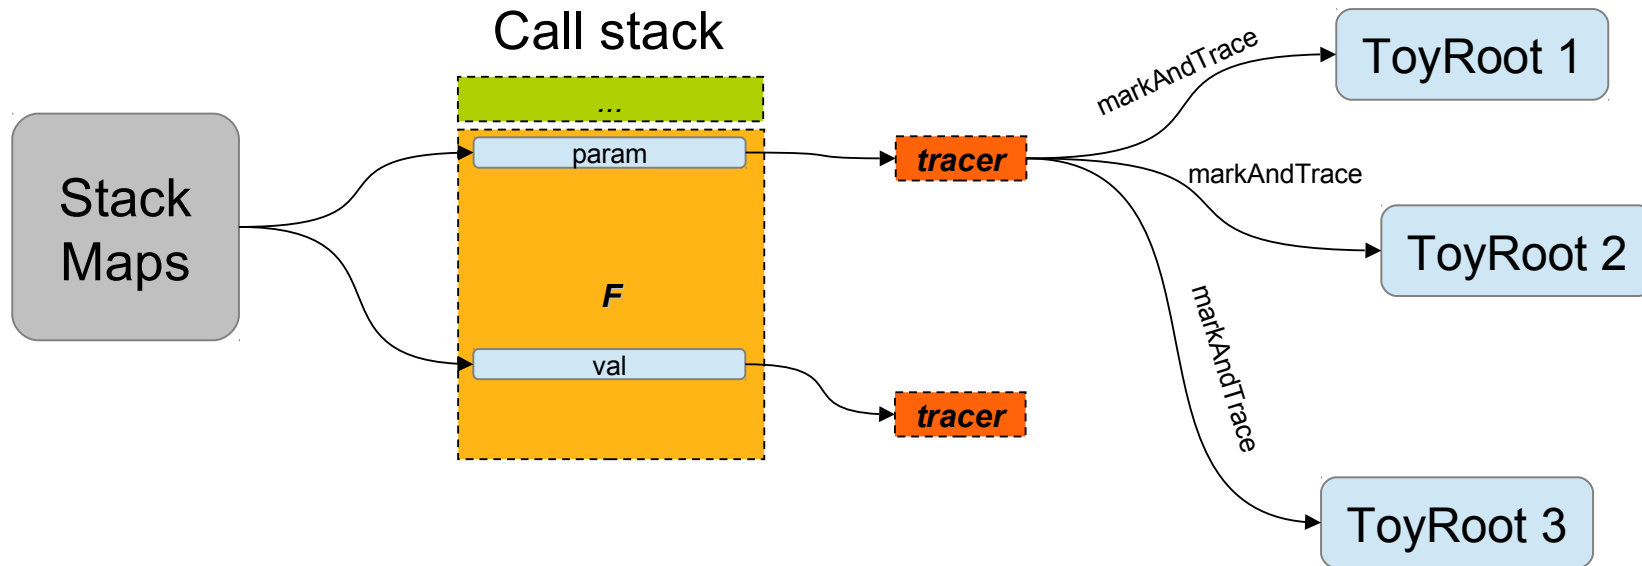 Call stack
Stack
Maps
...
param
F
val
tracer
tracer
markAndTrace
markAndTrace
markAndTrace
ToyRoot 1
ToyRoot 2
ToyRoot 3